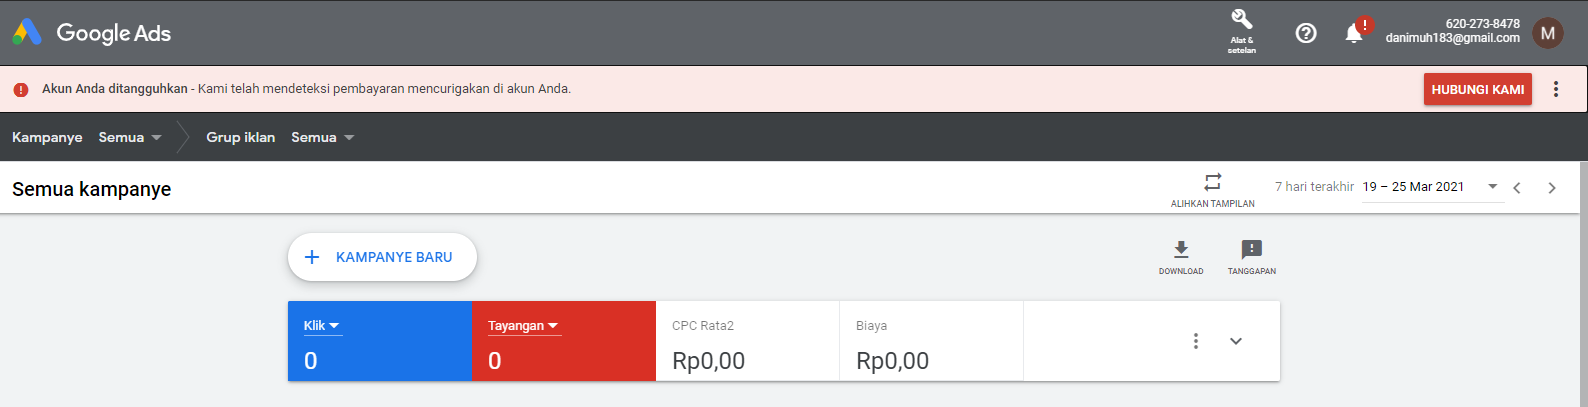 Google Ads
Alat &
setelan
620-273-8478
danimuh183@gmail.com
M
Akun Anda ditangguhkan - Kami telah mendeteksi pembayaran mencurigakan di akun Anda.
HUBUNGI KAMI
Kampanye Semua Grup iklan Semua
Semua kampanye
ALIHKAN TAMPILAN
7 hari terakhir 19 – 25 Mar 2021
KAMPANYE BARU
DOWNLOAD
TANGGAPAN
Klik
0
Tayangan
0
CPC Rata2
Rp0,00
Biaya
Rp0,00